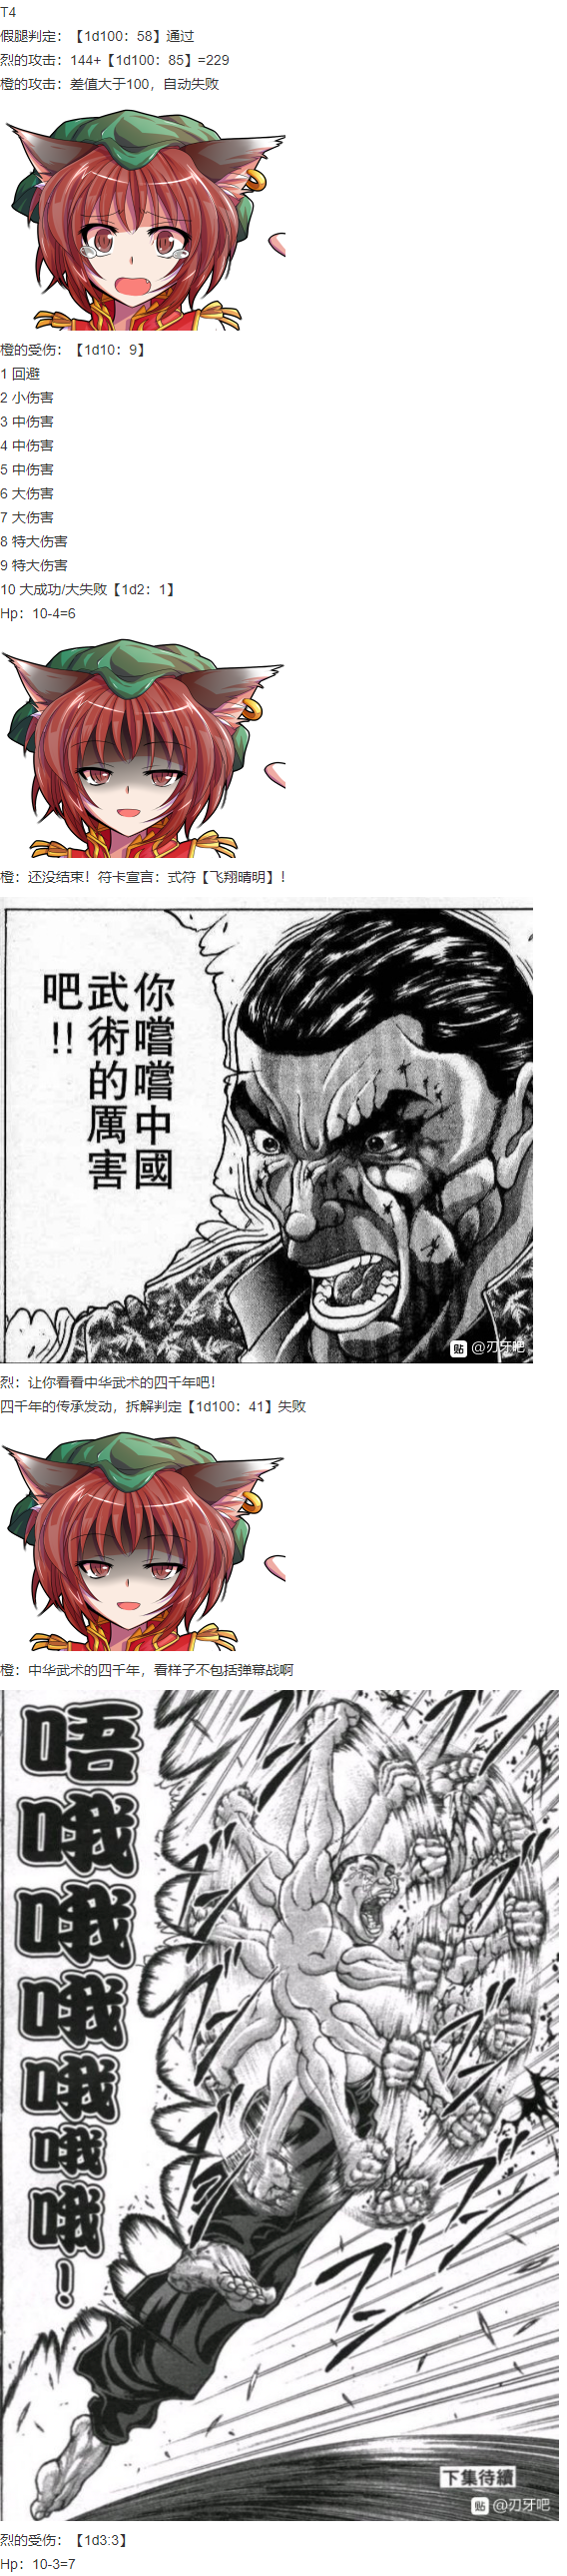 T4
假腿判定：【1d100：58】通过
烈的攻击：144+【1d100：85】=229
橙的攻击：差值大于100，自动失败
橙的受伤：【1d10：9】
1 回避
2 小伤害
3 中伤害
4 中伤害
5 中伤害
6 大伤害
7 大伤害
8 特大伤害
9 特大伤害
10 大成功/大失败【1d2：1】
Hp：10-4=6
橙：还没结束！符卡宣言：式符【飞翔晴明】！
你嚐嚐中國
武術的厲害
吧!!
贴 @刃牙吧
烈：让你看看中华武术的四千年吧！
四千年的传承发动，拆解判定【1d100：41】失败
橙：中华武术的四千年，看样子不包括弹幕战啊
唔哦哦哦哦哦哦！
下集待續
贴 @刃牙吧
烈的受伤：【1d3:3】
Hp：10-3=7